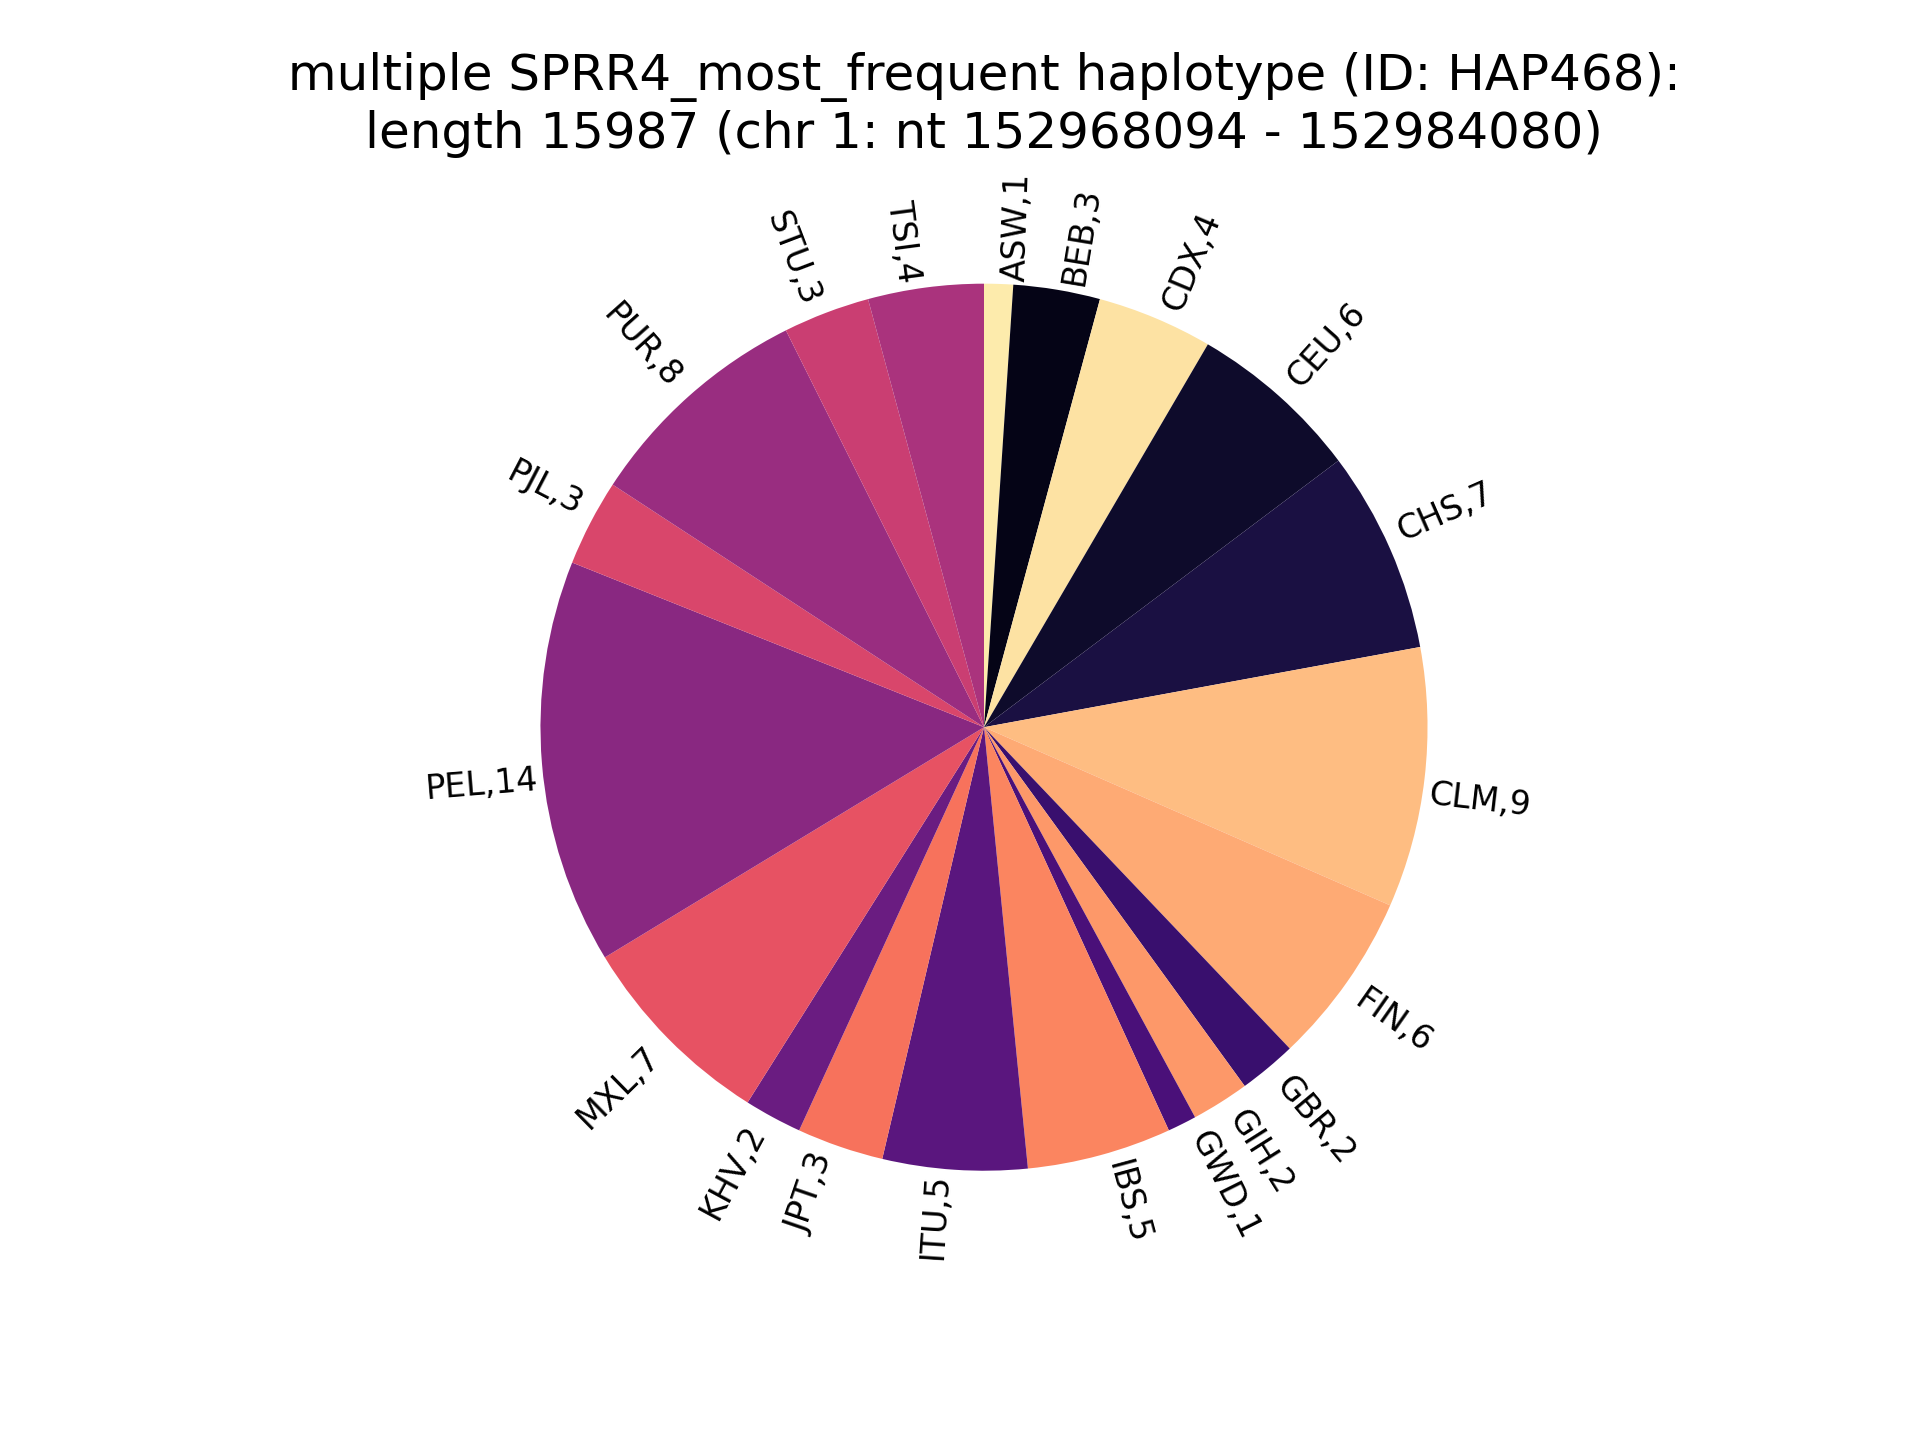 multiple SPRR4_most_frequent haplotype (ID: HAP468):
length 15987 (chr 1: nt 152968094 - 152984080)
ASW,1
BEB,3
CDX,4
CEU,6
CHS,7
CLM,9
FIN,6
GBR,2
GIH,2
GWD,1
IBS,5
ITU,5
JPT,3
KHV,2
MXL,7
PEL,14
PJL,3
PUR,8
STU,3
TSI,4